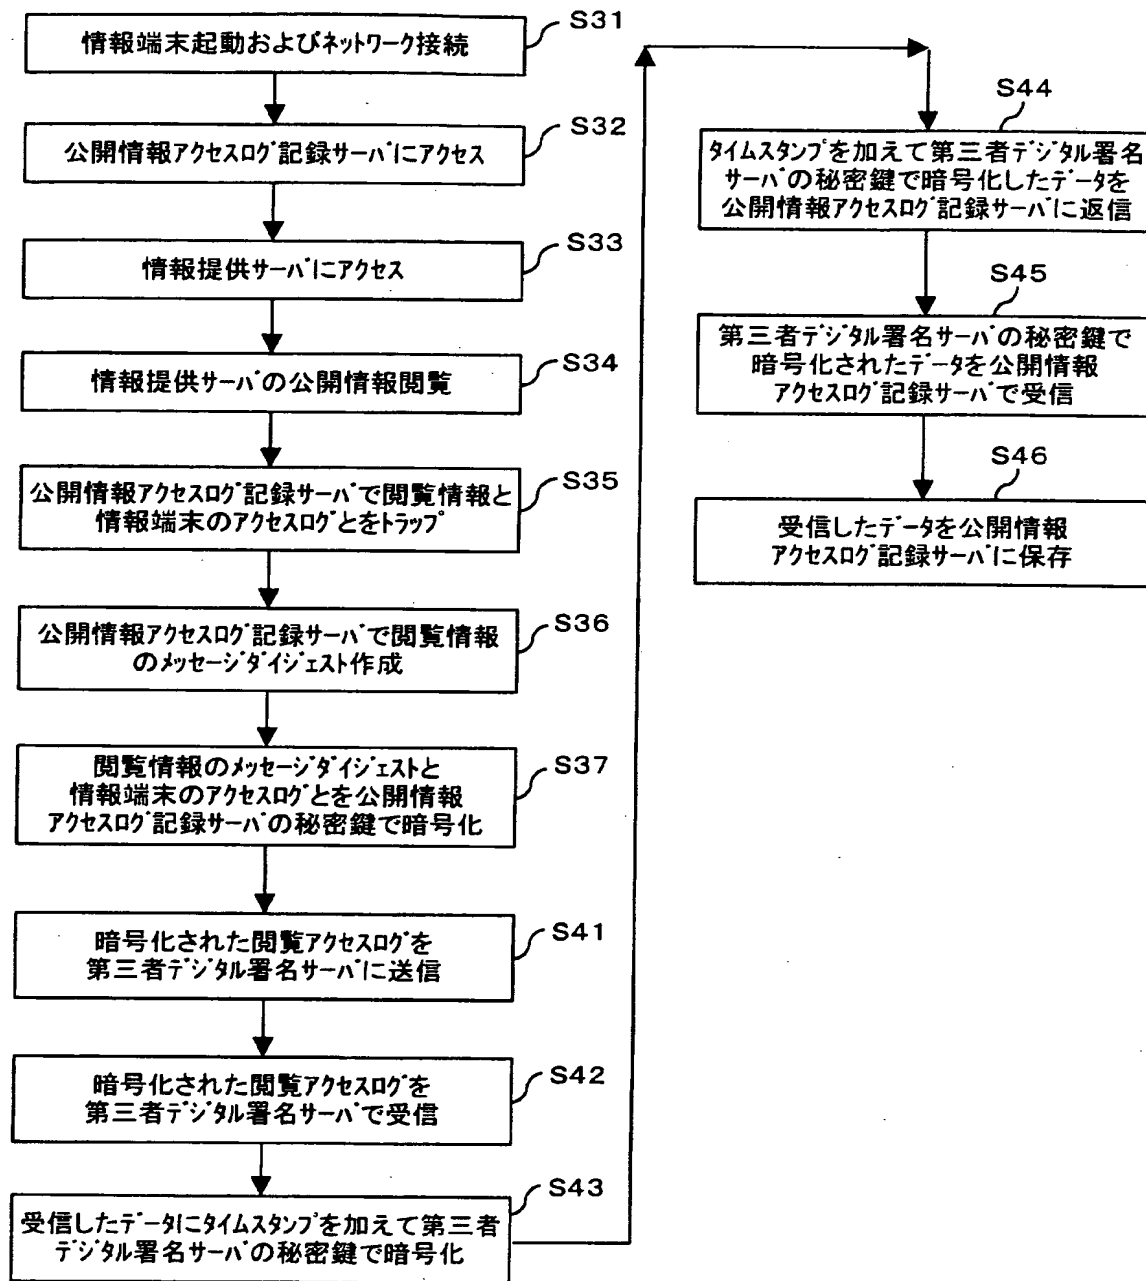 S31
情報端末起動およびネットワーク接続
S32
公開情報アクセスログ記録サーバにアクセス
S33
情報提供サーバにアクセス
S34
情報提供サーバの公開情報閲覧
S35
公開情報アクセスログ記録サーバで閲覧情報と
情報端末のアクセスログとをトラップ
S36
公開情報アクセスログ記録サーバで閲覧情報
のメッセージダイジェスト作成
S37
閲覧情報のメッセージダイジェストと
情報端末のアクセスログとを公開情報
アクセスログ記録サーバの秘密鍵で暗号化
S41
暗号化された閲覧アクセスログを
第三者デジタル署名サーバに送信
S42
暗号化された閲覧アクセスログを
第三者デジタル署名サーバで受信
S43
受信したデータにタイムスタンプを加えて第三者
デジタル署名サーバの秘密鍵で暗号化
S44
タイムスタンプを加えて第三者デジタル署名
サーバの秘密鍵で暗号化したデータを
公開情報アクセスログ記録サーバに返信
S45
第三者デジタル署名サーバの秘密鍵で
暗号化されたデータを公開情報
アクセスログ記録サーバで受信
S46
受信したデータを公開情報
アクセスログ記録サーバに保存